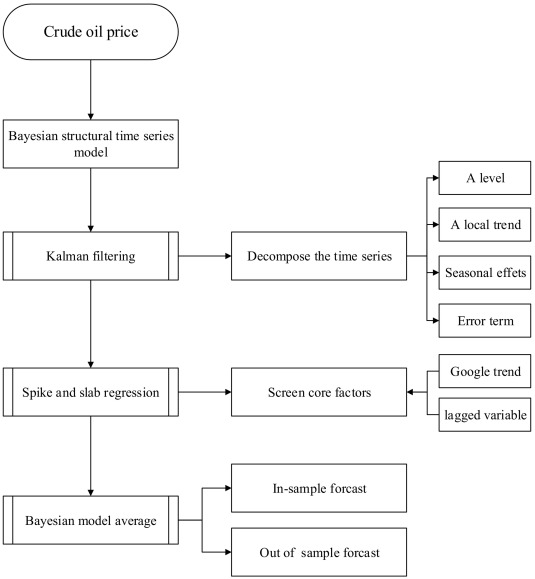 Crude oil price
Bayesian structural time series
model
Kalman filtering
Decompose the time series
A level
A local trend
Seasonal effets
Error term
Spike and slab regression
Screen core factors
Google trend
lagged variable
Bayesian model average
In-sample forcast
Out of sample forcast